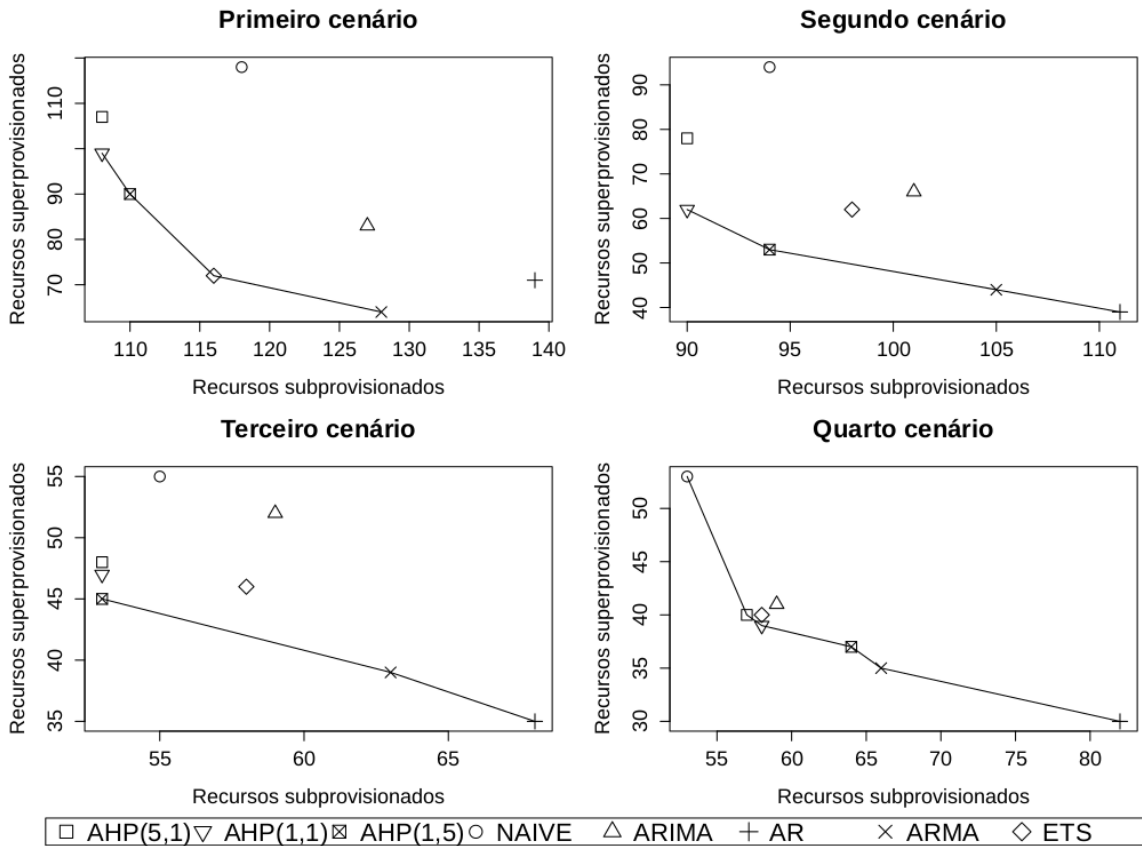 Primeiro cenário
Recursos superprovisionados
110
90
80
70
110 115 120 125 130 135 140
Recursos subprovisionados
Segundo cenário
Recursos superprovisionados
90
80
70
60
50
40
90 95 100 105 110
Recursos subprovisionados
Terceiro cenário
Recursos superprovisionados
55
50
45
40
35
55 60 65
Recursos subprovisionados
Quarto cenário
Recursos superprovisionados
50
45
40
35
30
55 60 65 70 75 80
Recursos subprovisionados
AHP(5,1) AHP(1,1) AHP(1,5) NAIVE ARIMA AR ARMA ETS